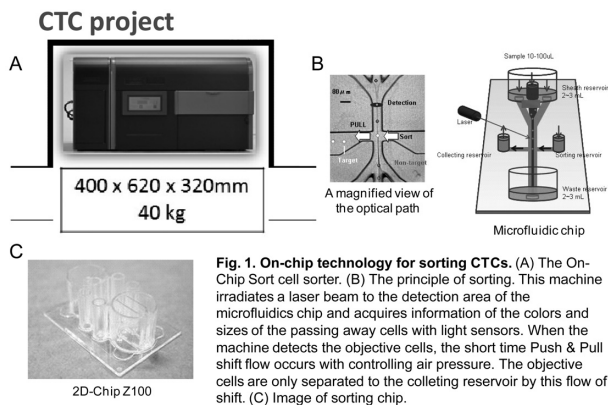 CTC project
A
400 x 620 x 320mm
40 kg
B
80μm
Detection
PULL
Sort
Target
Non-target
A magnified view of
the optical path
Sample 10-100uL
Sheath reservoir
2~3 mL
Laser
Collecting reservoir
Sorting reservoir
Waste reservoir
2~3 mL
Microfluidic chip
C
2D-Chip Z100
Fig. 1. On-chip technology for sorting CTCs. (A) The On-
Chip Sort cell sorter. (B) The principle of sorting. This machine
irradiates a laser beam to the detection area of the
microfluidics chip and acquires information of the colors and
sizes of the passing away cells with light sensors. When the
machine detects the objective cells, the short time Push & Pull
shift flow occurs with controlling air pressure. The objective
cells are only separated to the colleting reservoir by this flow of
shift. (C) Image of sorting chip.